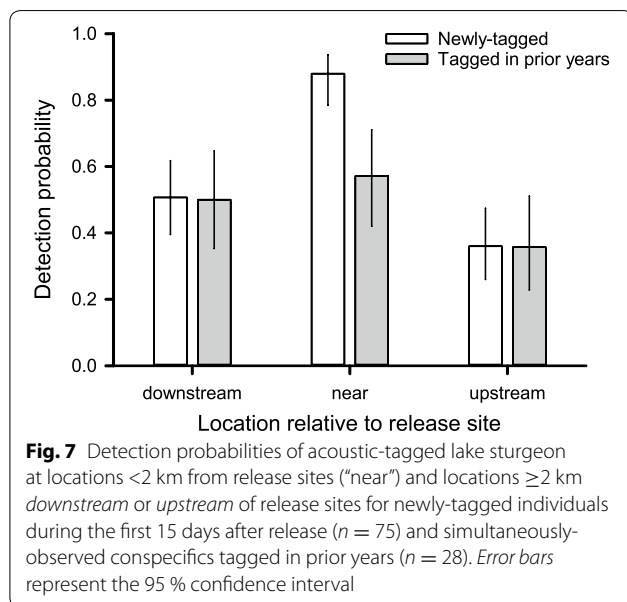 1.0
0.8
0.6
0.4
0.2
0.0
Detection probability
Newly-tagged
Tagged in prior years
downstream near upstream
Location relative to release site
Fig. 7 Detection probabilities of acoustic-tagged lake sturgeon
at locations <2 km from release sites (“near”) and locations ≥2 km
downstream or upstream of release sites for newly-tagged individuals
during the first 15 days after release (n = 75) and simultaneously-
observed conspecifics tagged in prior years (n = 28). Error bars
represent the 95 % confidence interval